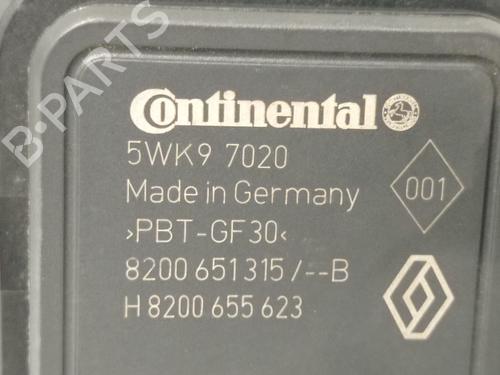 Continental
5WK9 7020
Made in Germany
001
>PBT-GF30<
8200 651 315 /--B
H 8200 655 623
B-PARTS